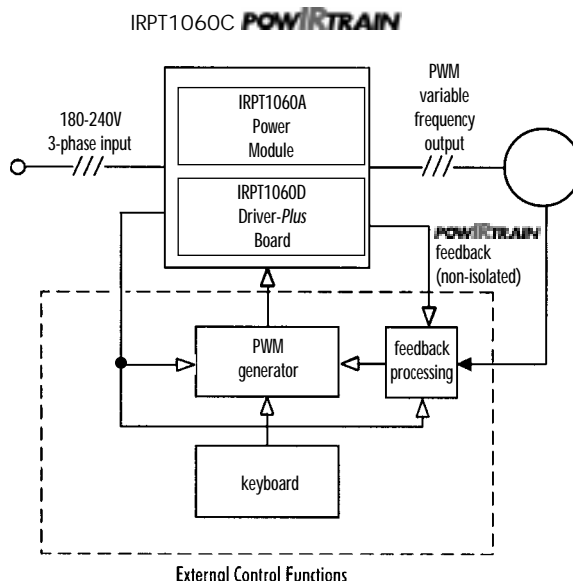 IRPT1060C POWIRTRAIN
180-240V
3-phase input
IRPT1060A
Power
Module
IRPT1060D
Driver-Plus
Board
PWM
variable
frequency
output
POWIRTRAIN
feedback
(non-isolated)
PWM
generator
feedback
processing
keyboard
External Control Functions